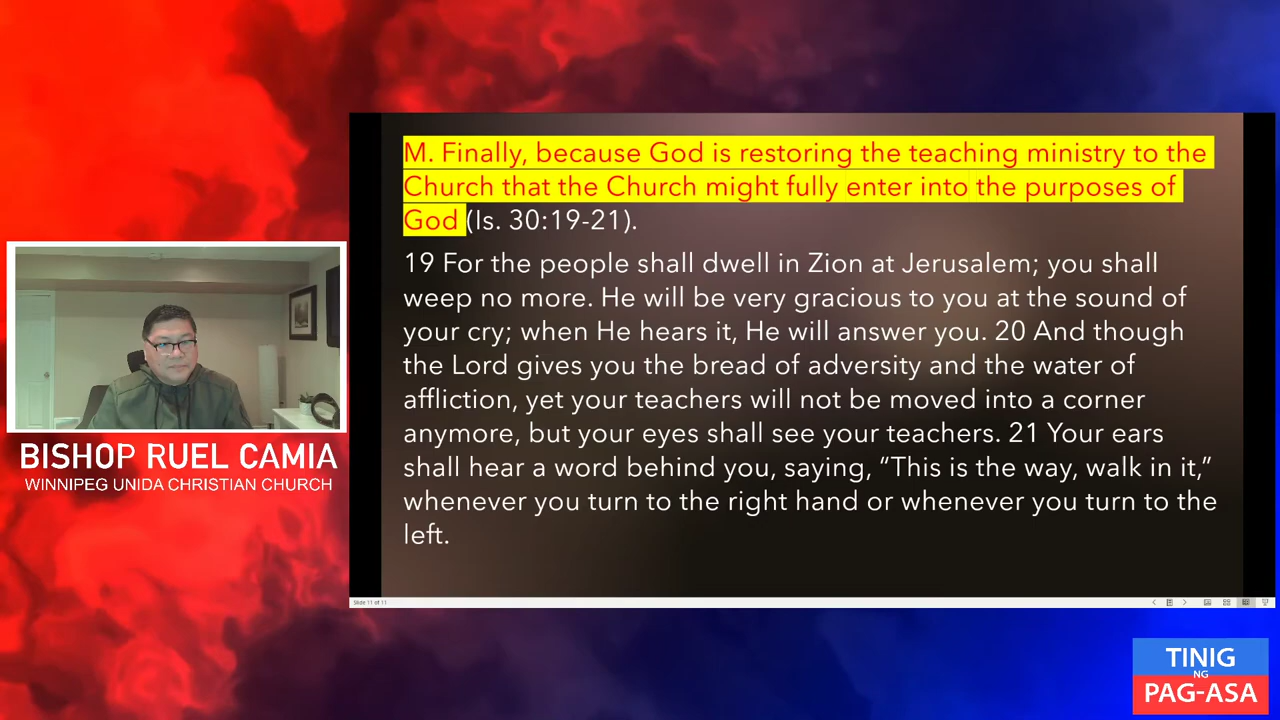 M. Finally, because God is restoring the teaching ministry to the
Church that the Church might fully enter into the purposes of
God (Is. 30:19-21).
19 For the people shall dwell in Zion at Jerusalem; you shall
weep no more. He will be very gracious to you at the sound of
your cry; when He hears it, He will answer you. 20 And though
the Lord gives you the bread of adversity and the water of
affliction, yet your teachers will not be moved into a corner
anymore, but your eyes shall see your teachers. 21 Your ears
shall hear a word behind you, saying, “This is the way, walk in it,”
whenever you turn to the right hand or whenever you turn to the
left.
Slide 11 of 11
BISHOP RUEL CAMIA
WINNIPEG UNIDA CHRISTIAN CHURCH
TINIG
NG
PAG-ASA